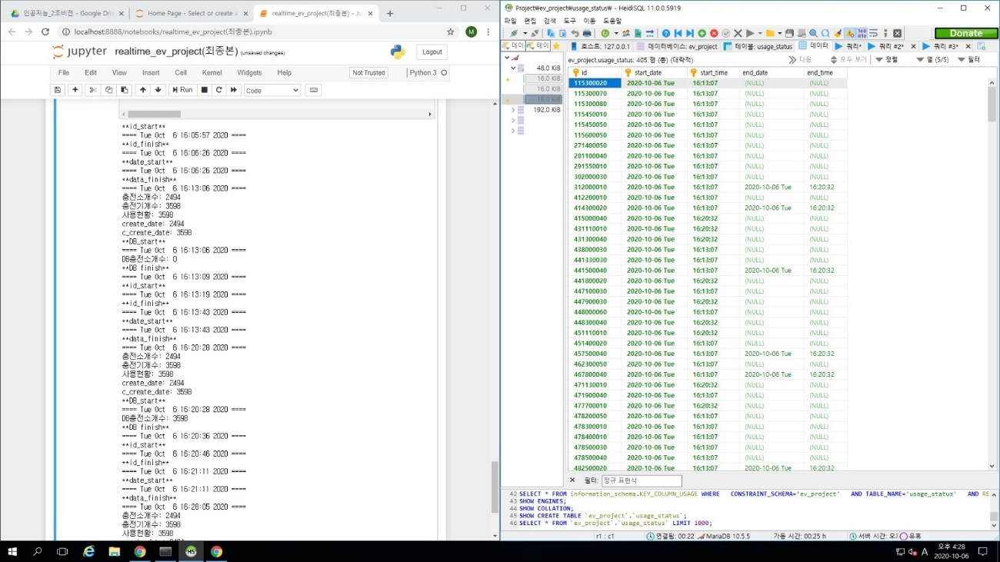 인공지능_2조비전 - Google Dri
Home Page - Select or create a
realtime_ev_project(최종본) - Ju
localhost:8888/notebooks/realtime_ev_project(최종본).ipynb
M
jupyter realtime_ev_project(최종본) (unsaved changes)
Logout
File Edit View Insert Cell Kernel Widgets Help
Not Trusted
Python 3
Run
Code
**id_start**
==== Tue Oct 6 16:05:57 2020 ====
**id_finish**
==== Tue Oct 6 16:06:26 2020 ====
**date_start**
==== Tue Oct 6 16:06:26 2020 ====
**data_finish**
==== Tue Oct 6 16:13:06 2020 ====
충전소개수: 2494
충전기개수: 3598
사용현황: 3598
create_date: 2494
c_create_date: 3598
**DB_start**
==== Tue Oct 6 16:13:06 2020 ====
DB충전소개수: 0
**DB finish**
==== Tue Oct 6 16:13:09 2020 ====
**id_start**
==== Tue Oct 6 16:13:19 2020 ====
**id_finish**
==== Tue Oct 6 16:13:43 2020 ====
**date_start**
==== Tue Oct 6 16:13:43 2020 ====
**data_finish**
==== Tue Oct 6 16:20:28 2020 ====
충전소개수: 2494
충전기개수: 3598
사용현황: 3598
create_date: 2494
c_create_date: 3598
**DB_start**
==== Tue Oct 6 16:20:28 2020 ====
DB충전소개수: 3598
**DB finish**
==== Tue Oct 6 16:20:36 2020 ====
**id_start**
==== Tue Oct 6 16:20:46 2020 ====
**id_finish**
==== Tue Oct 6 16:21:11 2020 ====
**date_start**
==== Tue Oct 6 16:21:11 2020 ====
**data_finish**
==== Tue Oct 6 16:28:05 2020 ====
충전소개수: 2494
충전기개수: 3598
사용현황: 3598
Project₩ev_project₩usage_status₩ - HeidiSQL 11.0.0.5919
파일 편집 검색 도구 이동 도움말
Donate
데이 테이 호스트: 127.0.0.1 데이터베이스: ev_project 테이블: usage_status 데이터 쿼리* 쿼리 #2* 쿼리 #3*
ev_project.usage_status: 405 행 (총) (대략적)
다음 모두 보기 정렬 열 (5/5) 필터
48.0 KiB
16.0 KiB
16.0 KiB
16.0 KiB
192.0 KiB
id start_date start_time end_date end_time
115300020 2020-10-06 Tue 16:13:07 (NULL) (NULL)
115300070 2020-10-06 Tue 16:13:07 (NULL) (NULL)
115300080 2020-10-06 Tue 16:13:07 (NULL) (NULL)
115450010 2020-10-06 Tue 16:13:07 (NULL) (NULL)
115450050 2020-10-06 Tue 16:13:07 (NULL) (NULL)
115600050 2020-10-06 Tue 16:13:07 (NULL) (NULL)
271400050 2020-10-06 Tue 16:13:07 (NULL) (NULL)
281100040 2020-10-06 Tue 16:13:07 (NULL) (NULL)
291550010 2020-10-06 Tue 16:13:07 (NULL) (NULL)
302000030 2020-10-06 Tue 16:13:07 (NULL) (NULL)
312000010 2020-10-06 Tue 16:13:07 2020-10-06 Tue 16:20:32
412200010 2020-10-06 Tue 16:13:07 (NULL) (NULL)
414300020 2020-10-06 Tue 16:13:07 2020-10-06 Tue 16:20:32
415000040 2020-10-06 Tue 16:20:32 (NULL) (NULL)
431110010 2020-10-06 Tue 16:20:32 (NULL) (NULL)
431300040 2020-10-06 Tue 16:20:32 (NULL) (NULL)
438000030 2020-10-06 Tue 16:13:07 (NULL) (NULL)
441330030 2020-10-06 Tue 16:13:07 (NULL) (NULL)
441500040 2020-10-06 Tue 16:13:07 2020-10-06 Tue 16:20:32
441800020 2020-10-06 Tue 16:20:32 (NULL) (NULL)
447100030 2020-10-06 Tue 16:13:07 (NULL) (NULL)
447900030 2020-10-06 Tue 16:20:32 (NULL) (NULL)
448000060 2020-10-06 Tue 16:13:07 (NULL) (NULL)
448300040 2020-10-06 Tue 16:20:32 (NULL) (NULL)
451110010 2020-10-06 Tue 16:20:32 (NULL) (NULL)
451400020 2020-10-06 Tue 16:13:07 (NULL) (NULL)
457500040 2020-10-06 Tue 16:13:07 2020-10-06 Tue 16:20:32
462300050 2020-10-06 Tue 16:13:07 (NULL) (NULL)
467800040 2020-10-06 Tue 16:13:07 2020-10-06 Tue 16:20:32
471130010 2020-10-06 Tue 16:20:32 (NULL) (NULL)
471900040 2020-10-06 Tue 16:13:07 (NULL) (NULL)
477700010 2020-10-06 Tue 16:20:32 (NULL) (NULL)
478200050 2020-10-06 Tue 16:13:07 (NULL) (NULL)
478300010 2020-10-06 Tue 16:13:07 (NULL) (NULL)
478400010 2020-10-06 Tue 16:13:07 (NULL) (NULL)
478500030 2020-10-06 Tue 16:13:07 (NULL) (NULL)
478500040 2020-10-06 Tue 16:13:07 (NULL) (NULL)
482500020 2020-10-06 Tue 16:13:07 2020-10-06 Tue 16:20:32
필터: 정규 표현식
42 SELECT * FROM information_schema.KEY_COLUMN_USAGE WHERE CONSTRAINT_SCHEMA='ev_project' AND TABLE_NAME='usage_status' AND RE
43 SHOW ENGINES;
44 SHOW COLLATION;
45 SHOW CREATE TABLE `ev_project`.`usage_status`;
46 SELECT * FROM `ev_project`.`usage_status` LIMIT 1000;
r1 : c1 연결됨: 00:22 MariaDB 10.5.5 가동 시간: 00:25 h 서버 시간: 오후 유휴
HS
A
오후 4:28
2020-10-06